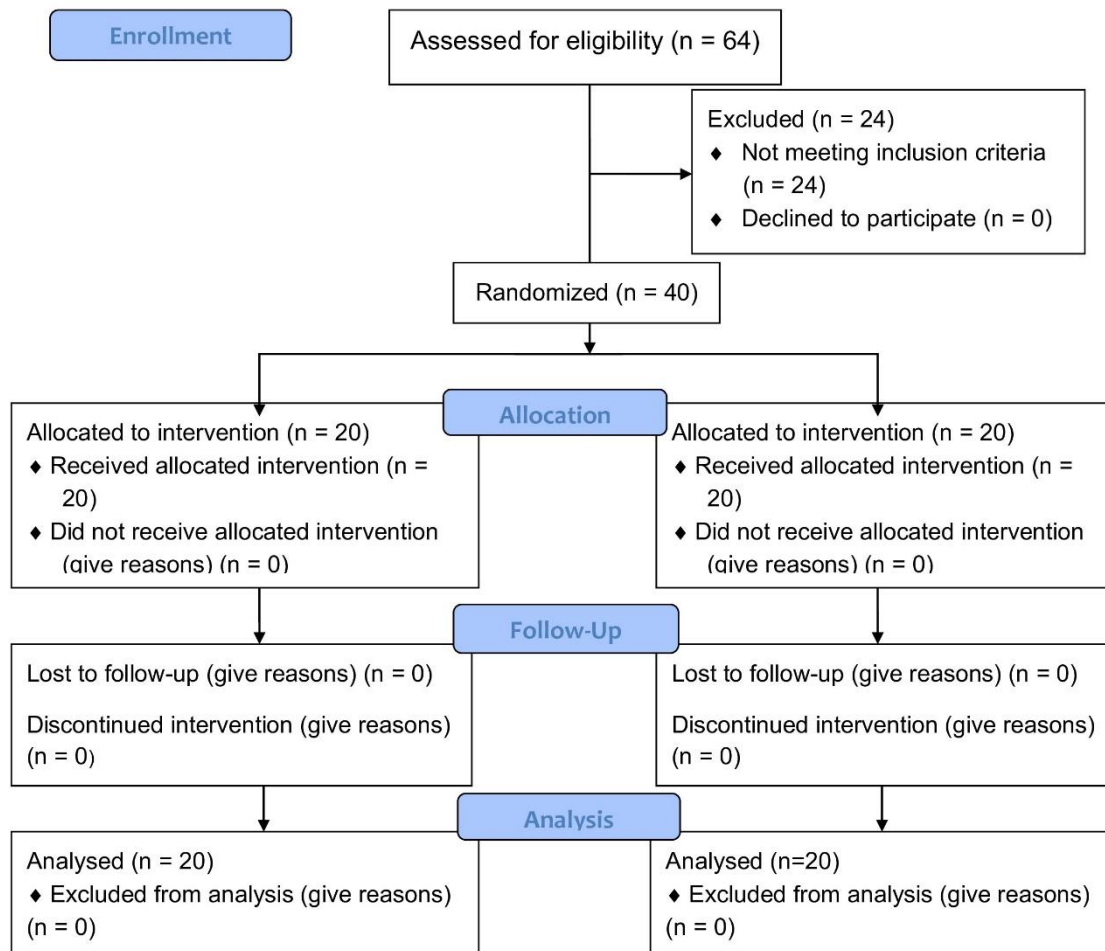 Enrollment
Assessed for eligibility (n = 64)
Excluded (n = 24)
♦ Not meeting inclusion criteria
(n = 24)
♦ Declined to participate (n = 0)
Randomized (n = 40)
Allocation
Allocated to intervention (n = 20)
♦ Received allocated intervention (n =
20)
♦ Did not receive allocated intervention
(give reasons) (n = 0)
Allocated to intervention (n = 20)
♦ Received allocated intervention (n =
20)
♦ Did not receive allocated intervention
(give reasons) (n = 0)
Follow-Up
Lost to follow-up (give reasons) (n = 0)
Discontinued intervention (give reasons)
(n = 0)
Lost to follow-up (give reasons) (n = 0)
Discontinued intervention (give reasons)
(n = 0)
Analysis
Analysed (n = 20)
♦ Excluded from analysis (give reasons)
(n = 0)
Analysed (n=20)
♦ Excluded from analysis (give reasons)
(n = 0)